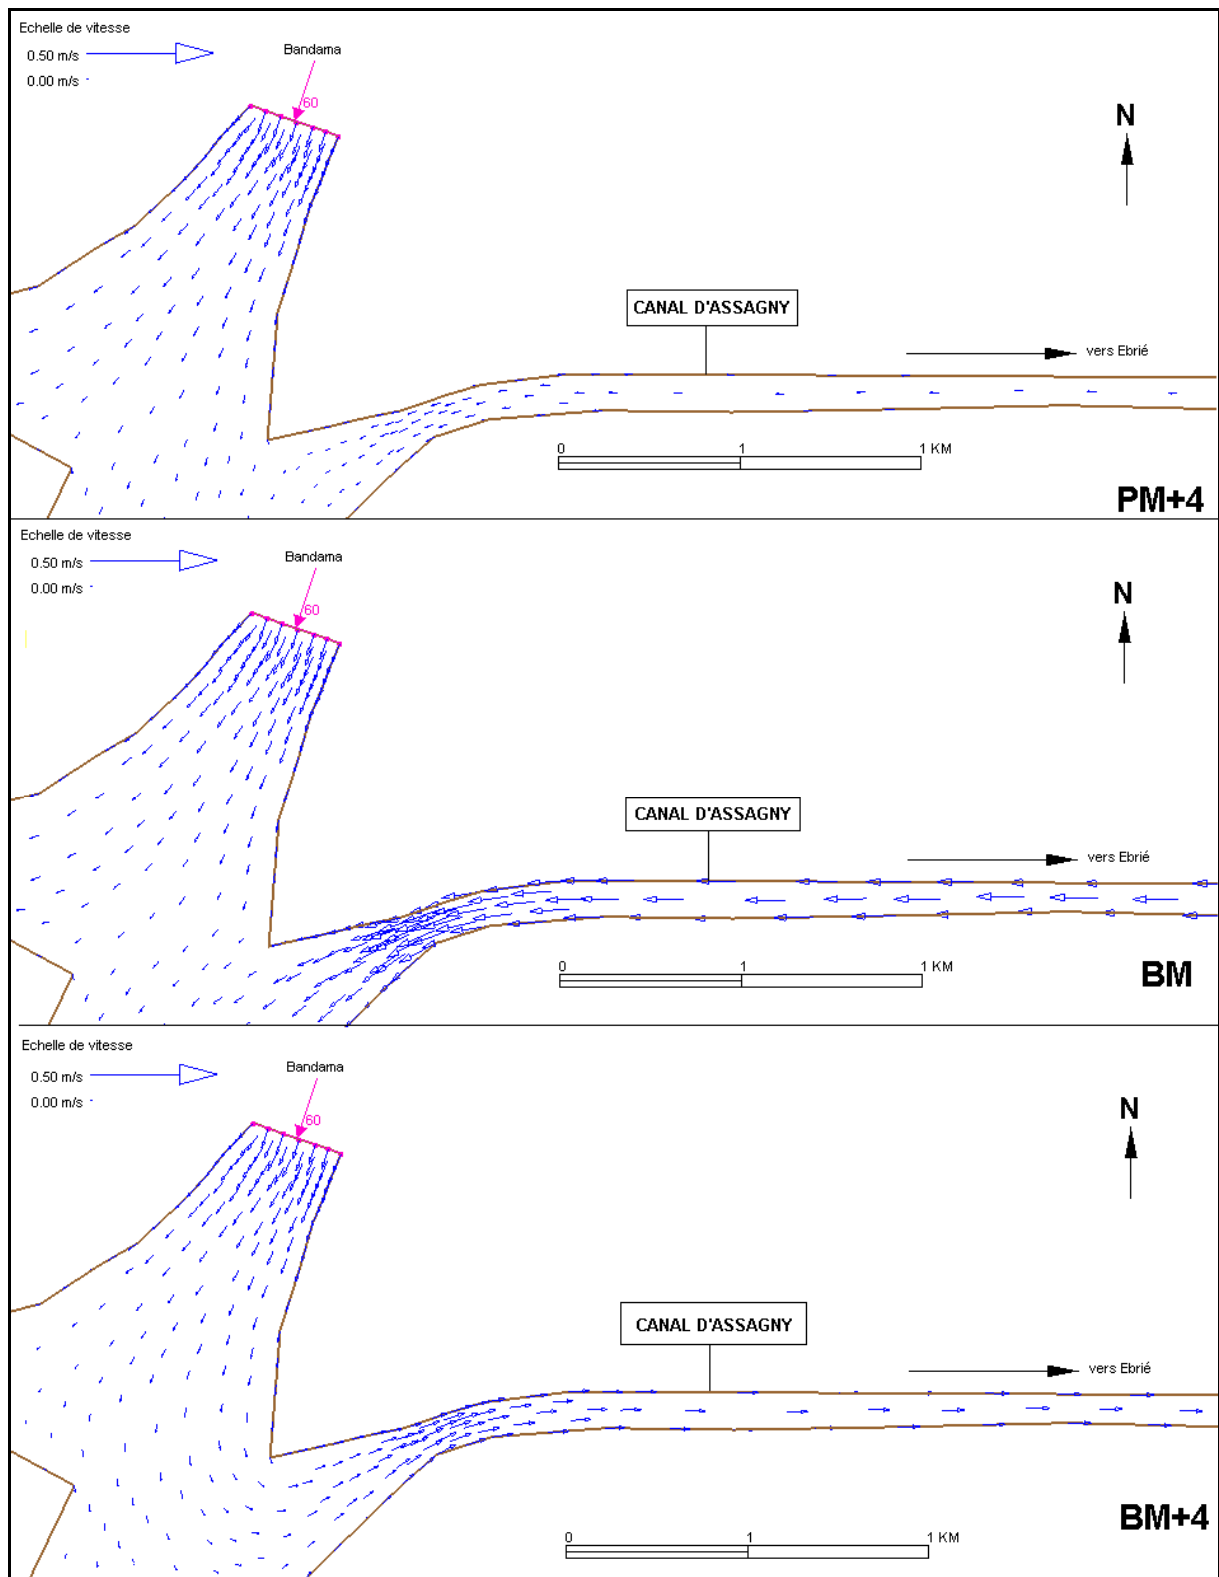 Echelle de vitesse
0.50 m/s
0.00 m/s
Bandama
60
N
CANAL D'ASSAGNY
vers Ebrié
0 1 1 KM
PM+4
Echelle de vitesse
0.50 m/s
0.00 m/s
Bandama
60
N
CANAL D'ASSAGNY
vers Ebrié
0 1 1 KM
BM
Echelle de vitesse
0.50 m/s
0.00 m/s
Bandama
60
N
CANAL D'ASSAGNY
vers Ebrié
0 1 1 KM
BM+4